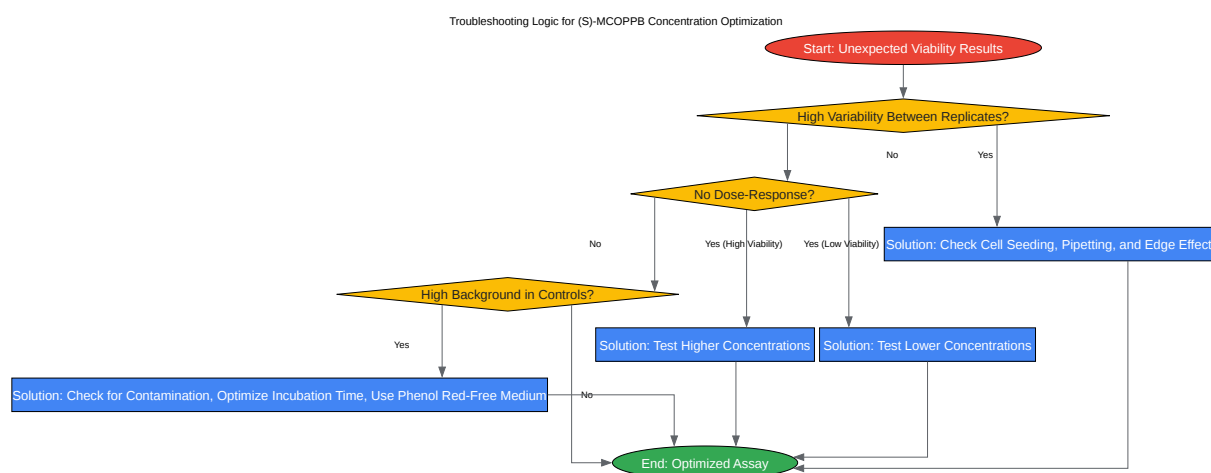 Troubleshooting Logic for (S)-MCOPPB Concentration Optimization
Start: Unexpected Viability Results
High Variability Between Replicates?
No
Yes
No Dose-Response?
No
Yes (High Viability)
Yes (Low Viability)
Solution: Check Cell Seeding, Pipetting, and Edge Effect
High Background in Controls?
Yes
Solution: Test Higher Concentrations
Solution: Test Lower Concentrations
Solution: Check for Contamination, Optimize Incubation Time, Use Phenol Red-Free Medium
No
End: Optimized Assay